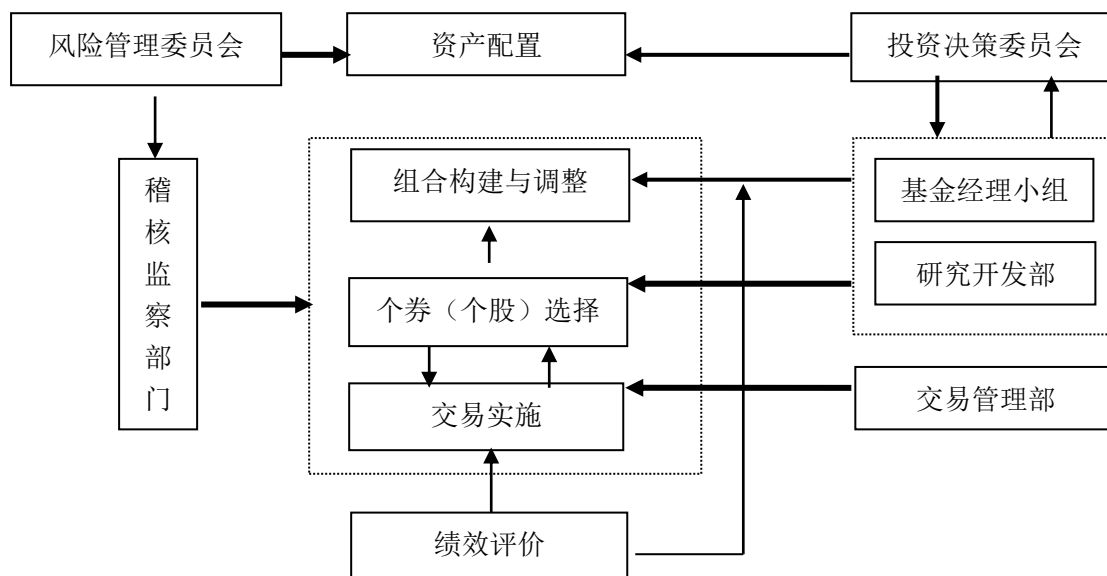 风险管理委员会
资产配置
投资决策委员会
稽核监察部门
组合构建与调整
基金经理小组
研究开发部
个券（个股）选择
交易实施
交易管理部
绩效评价